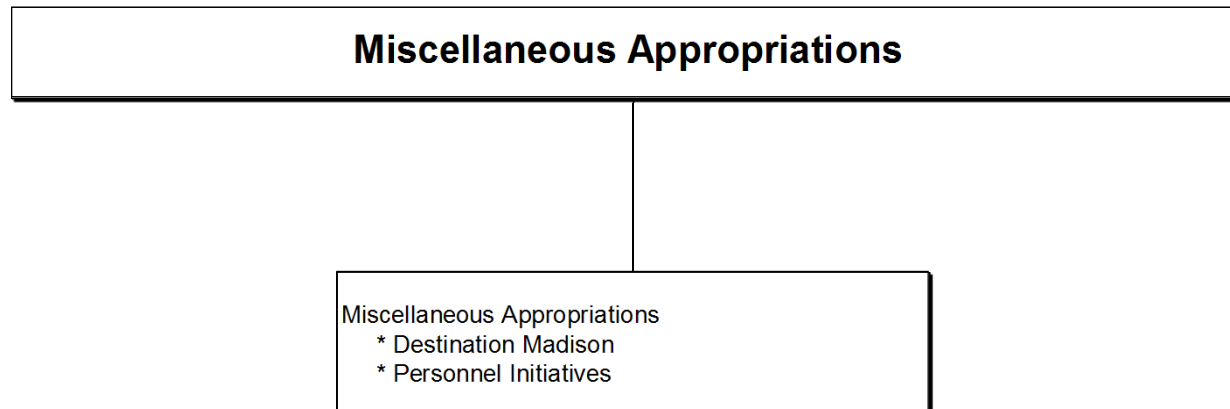 Miscellaneous Appropriations
Miscellaneous Appropriations
* Destination Madison
* Personnel Initiatives